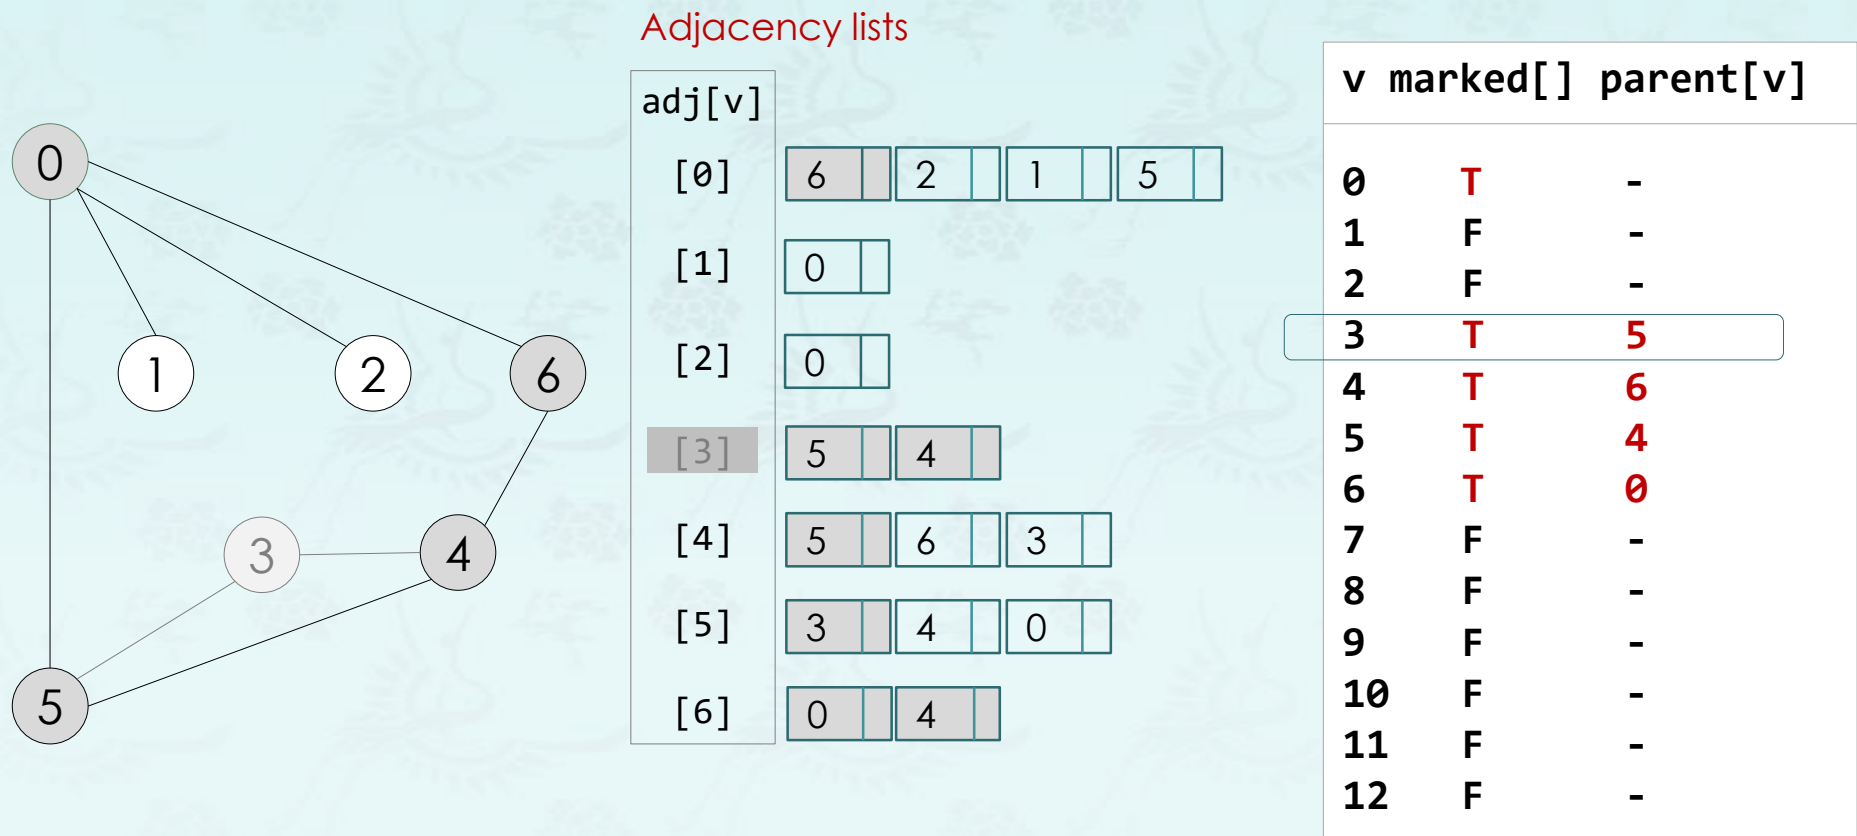 Adjacency lists
adj[v]
[0] 6 2 1 5
[1] 0
[2] 0
[3] 5 4
[4] 5 6 3
[5] 3 4 0
[6] 0 4
0
1 2 6
3 4
5
v marked[] parent[v]
0 T -
1 F -
2 F -
3 T 5
4 T 6
5 T 4
6 T 0
7 F -
8 F -
9 F -
10 F -
11 F -
12 F -